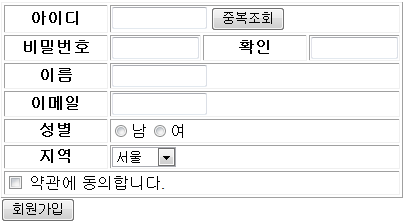 아이디 중복조회
비밀번호 확인
이름
이메일
성별 남 여
지역 서울
약관에 동의합니다.
회원가입